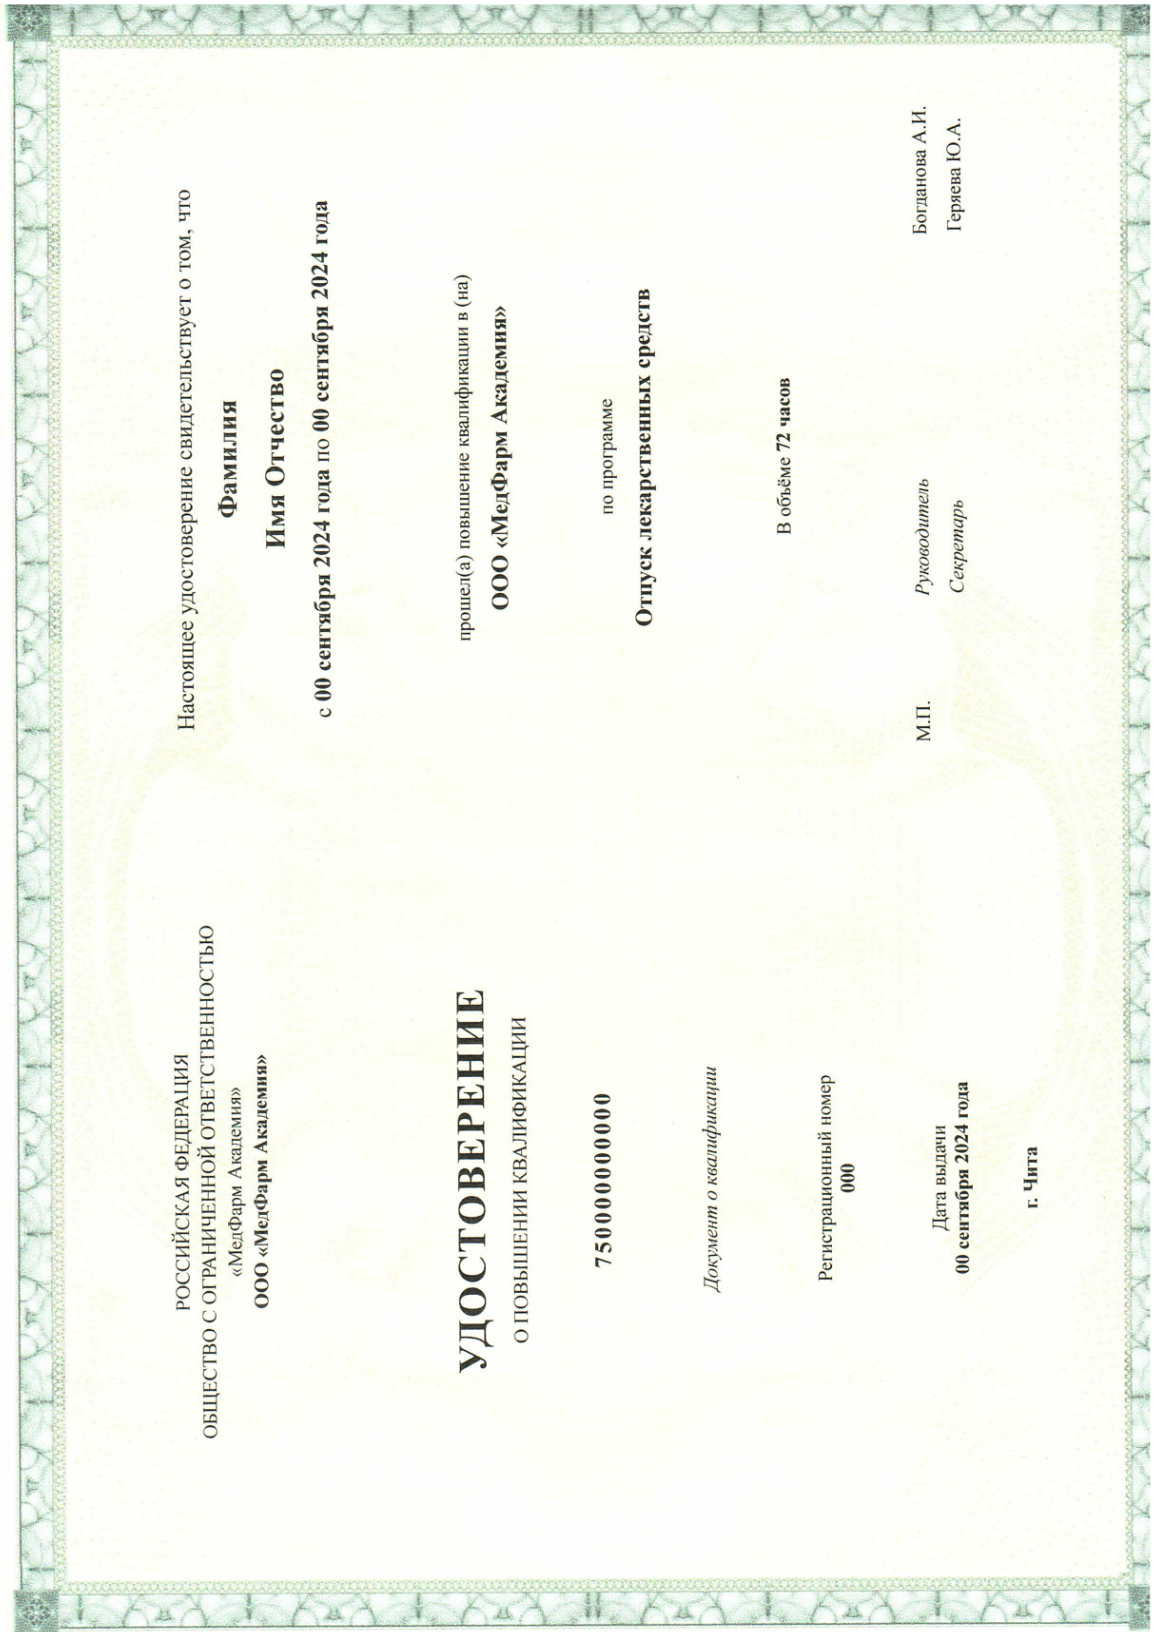 РОССИЙСКАЯ ФЕДЕРАЦИЯ
ОБЩЕСТВО С ОГРАНИЧЕННОЙ ОТВЕТСТВЕННОСТЬЮ
«МедФарм Академия»
ООО «МедФарм Академия»
УДОСТОВЕРЕНИЕ
О ПОВЫШЕНИИ КВАЛИФИКАЦИИ
750000000000
Документ о квалификации
Регистрационный номер
000
Дата выдачи
00 сентября 2024 года
г. Чита
Настоящее удостоверение свидетельствует о том, что
Фамилия
Имя Отчество
с 00 сентября 2024 года по 00 сентября 2024 года
прошел(а) повышение квалификации в (на)
ООО «МедФарм Академия»
по программе
Отпуск лекарственных средств
В объёме 72 часов
М.П. Руководитель Богданова А.И.
Секретарь Геряева Ю.А.